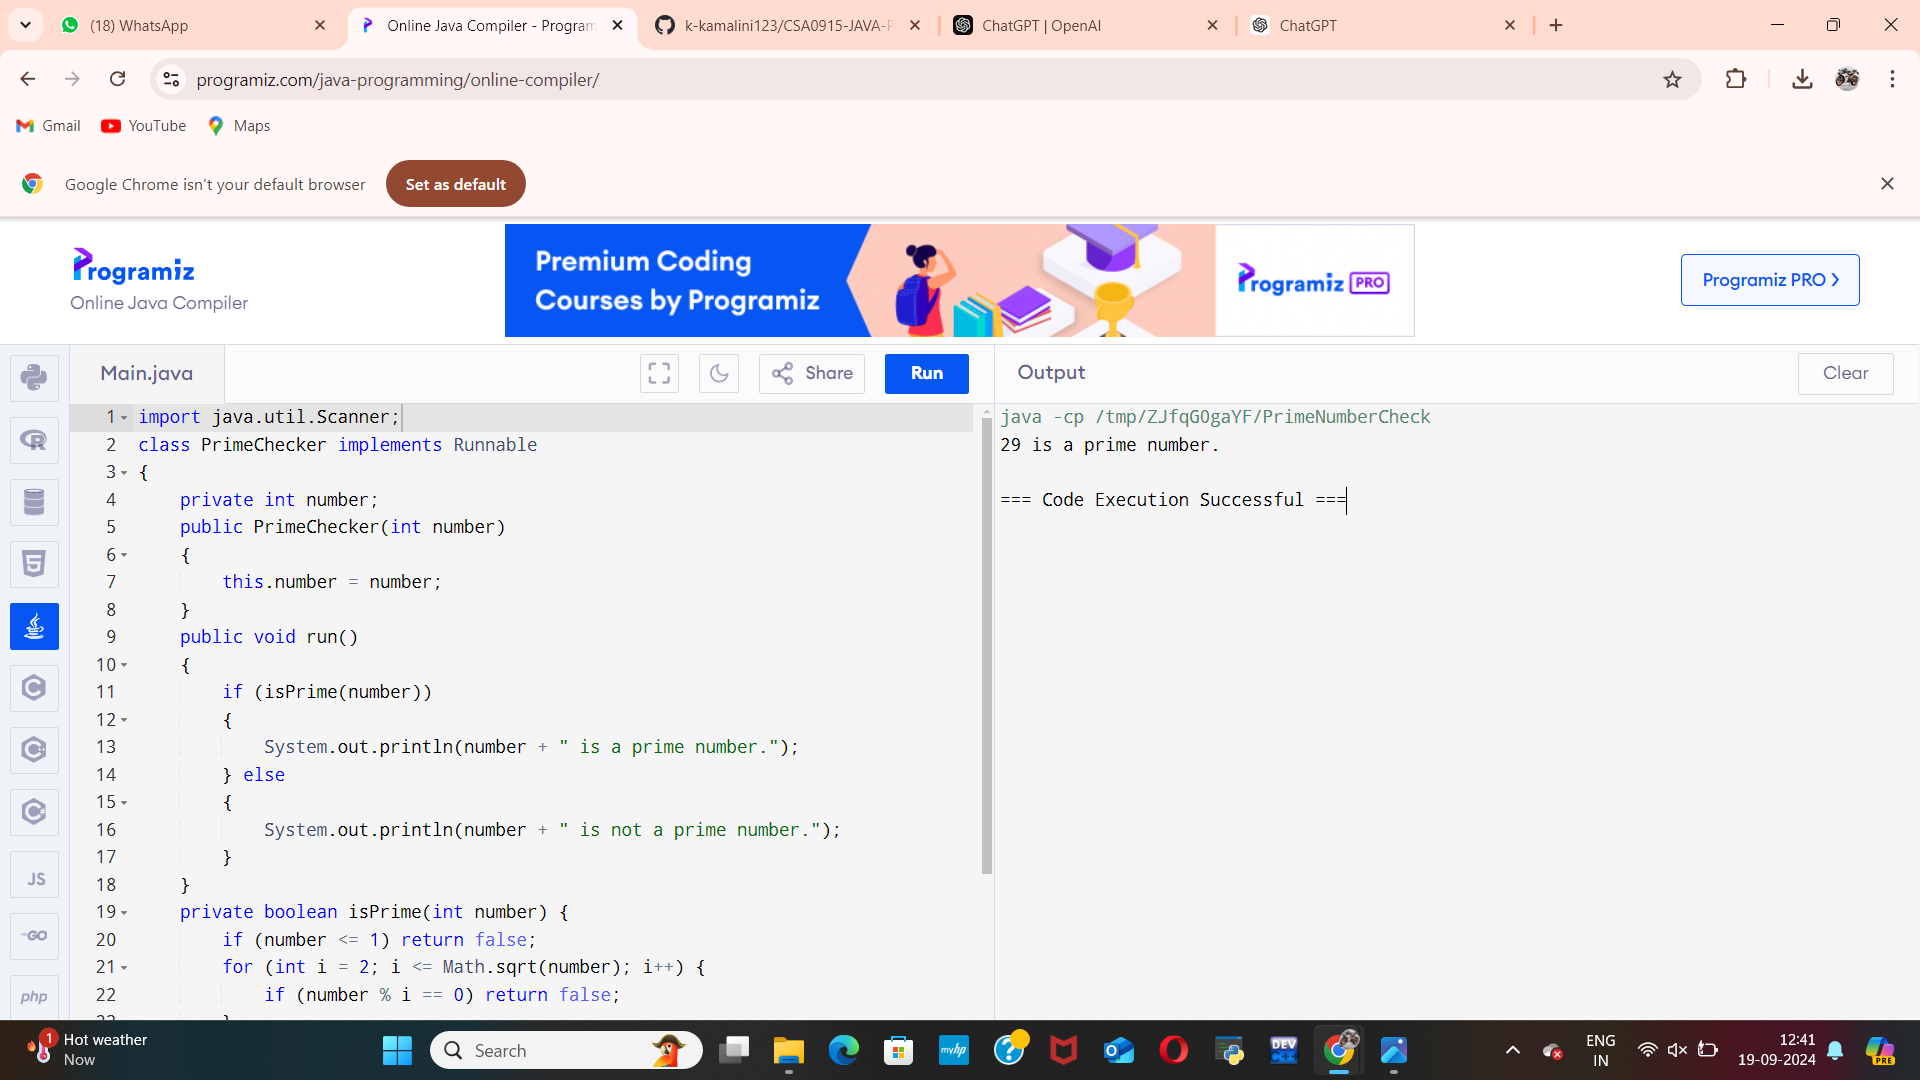 (18) WhatsApp
Online Java Compiler - Program
k-kamalini123/CSA0915-JAVA-P
ChatGPT | OpenAI
ChatGPT
programiz.com/java-programming/online-compiler/
Gmail
YouTube
Maps
Google Chrome isn't your default browser
Set as default
Programiz
Online Java Compiler
Premium Coding
Courses by Programiz
Programiz PRO
Programiz PRO
Main.java
Share
Run
Output
Clear
1 import java.util.Scanner;
2 class PrimeChecker implements Runnable
3 {
4 private int number;
5 public PrimeChecker(int number)
6 {
7 this.number = number;
8 }
9 public void run()
10 {
11 if (isPrime(number))
12 {
13 System.out.println(number + " is a prime number.");
14 } else
15 {
16 System.out.println(number + " is not a prime number.");
17 }
18 }
19 private boolean isPrime(int number) {
20 if (number <= 1) return false;
21 for (int i = 2; i <= Math.sqrt(number); i++) {
22 if (number % i == 0) return false;
java -cp /tmp/ZJfqG0gaYF/PrimeNumberCheck
29 is a prime number.
=== Code Execution Successful ===
JS
GO
php
1
Hot weather
Now
Search
myhp
DEV
C++
ENG
IN
12:41
19-09-2024
PRE